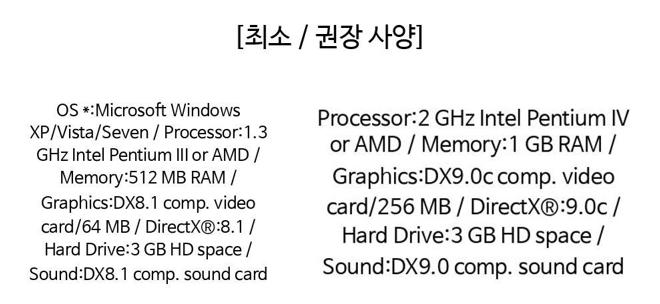 [최소 / 권장 사양]
OS *:Microsoft Windows
XP/Vista/Seven / Processor:1.3
GHz Intel Pentium III or AMD /
Memory:512 MB RAM /
Graphics:DX8.1 comp. video
card/64 MB / DirectX®:8.1 /
Hard Drive:3 GB HD space /
Sound:DX8.1 comp. sound card
Processor:2 GHz Intel Pentium IV
or AMD / Memory:1 GB RAM /
Graphics:DX9.0c comp. video
card/256 MB / DirectX®:9.0c /
Hard Drive:3 GB HD space /
Sound:DX9.0 comp. sound card